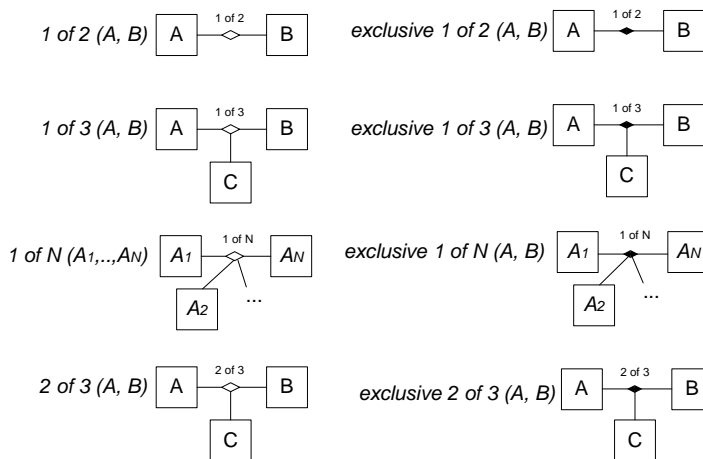 1 of 2 (A, B) A 1 of 2 B
exclusive 1 of 2 (A, B) A 1 of 2 B
1 of 3 (A, B) A 1 of 3 B
C
exclusive 1 of 3 (A, B) A 1 of 3 B
C
1 of N (A1,..,AN) A1 1 of N AN
A2 ...
exclusive 1 of N (A, B) A1 1 of N AN
A2 ...
2 of 3 (A, B) A 2 of 3 B
C
exclusive 2 of 3 (A, B) A 2 of 3 B
C